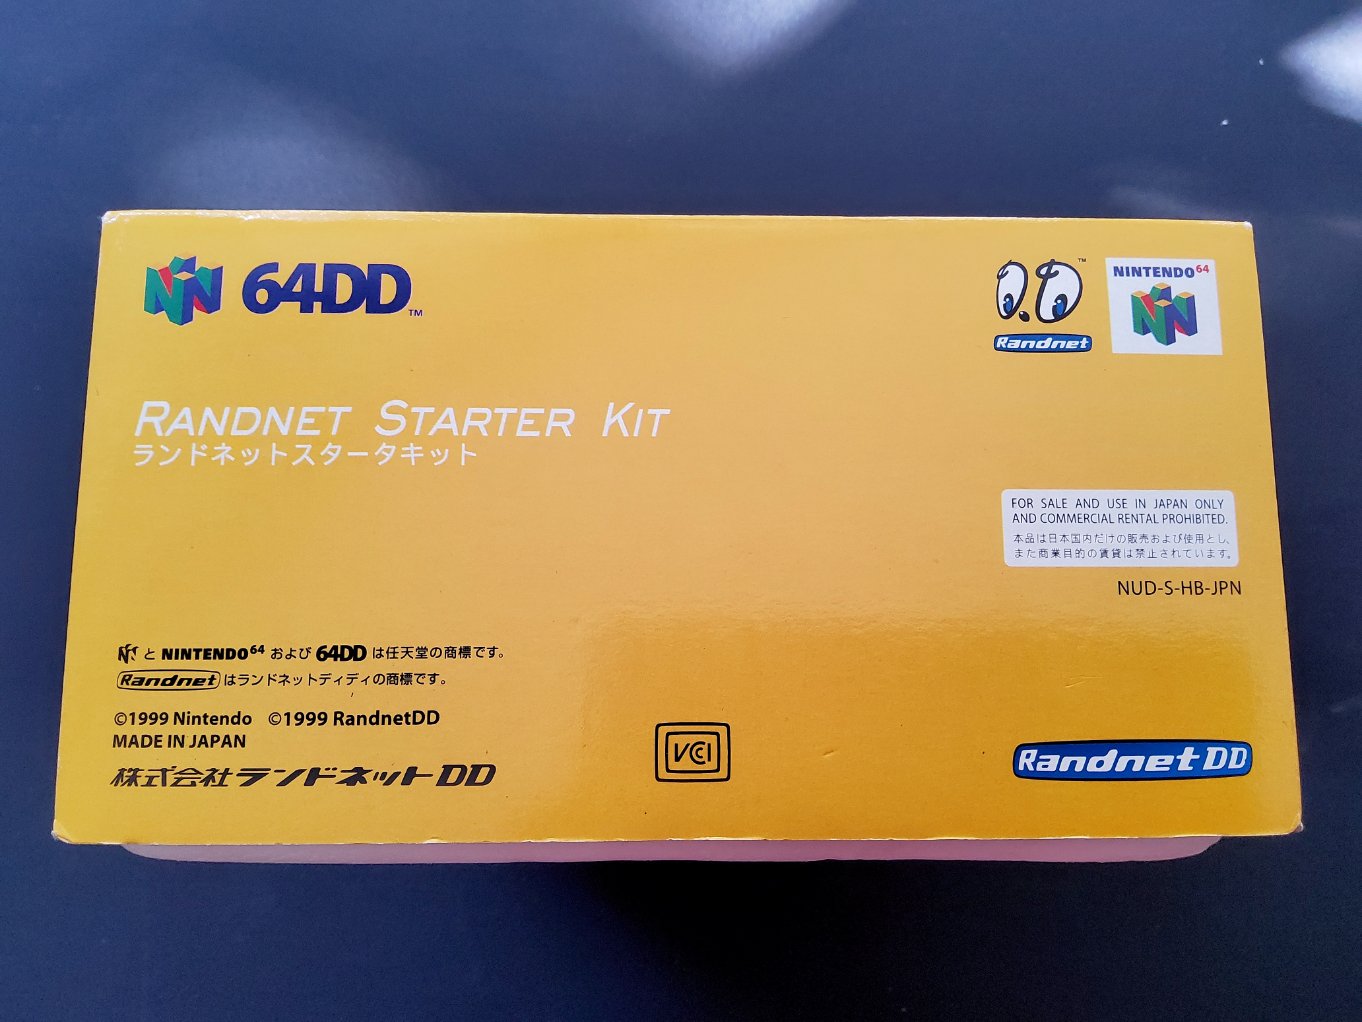 64DD™
™
Randnet
NINTENDO64
RANDNET STARTER KIT
ランドネットスタータキット
FOR SALE AND USE IN JAPAN ONLY
AND COMMERCIAL RENTAL PROHIBITED.
本品は日本国内だけの販売および使用とし、
また商業目的の賃貸は禁止されています。
NUD-S-HB-JPN
と NINTENDO64 および 64DD は任天堂の商標です。
Randnet はランドネットディディの商標です。
©1999 Nintendo ©1999 RandnetDD
MADE IN JAPAN
株式会社ランドネットDD
VCCI
Randnet DD